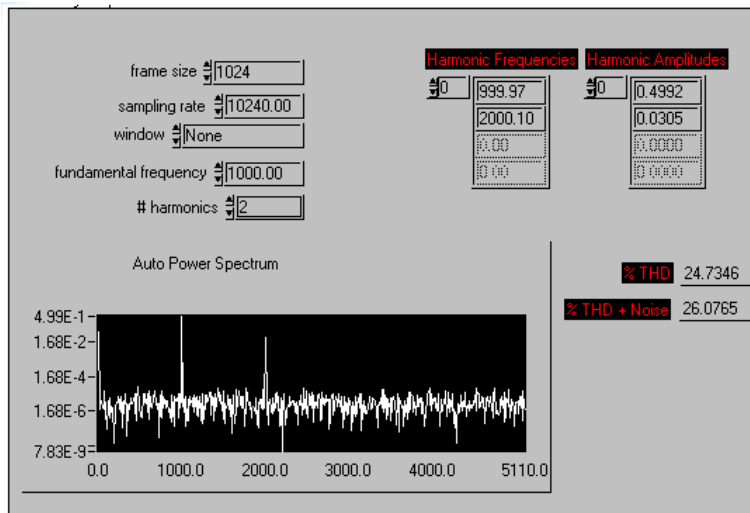 Harmonic Frequencies Harmonic Amplitudes
frame size 1024
0 999.97
0 0.4992
sampling rate 10240.00
2000.10
0.0305
window None
0.00
0.0000
fundamental frequency 1000.00
0.00
0.0000
# harmonics 2
Auto Power Spectrum
% THD 24.7346
% THD + Noise 26.0765
4.99E-1
1.68E-2
1.68E-4
1.68E-6
7.83E-9
0.0 1000.0 2000.0 3000.0 4000.0 5110.0